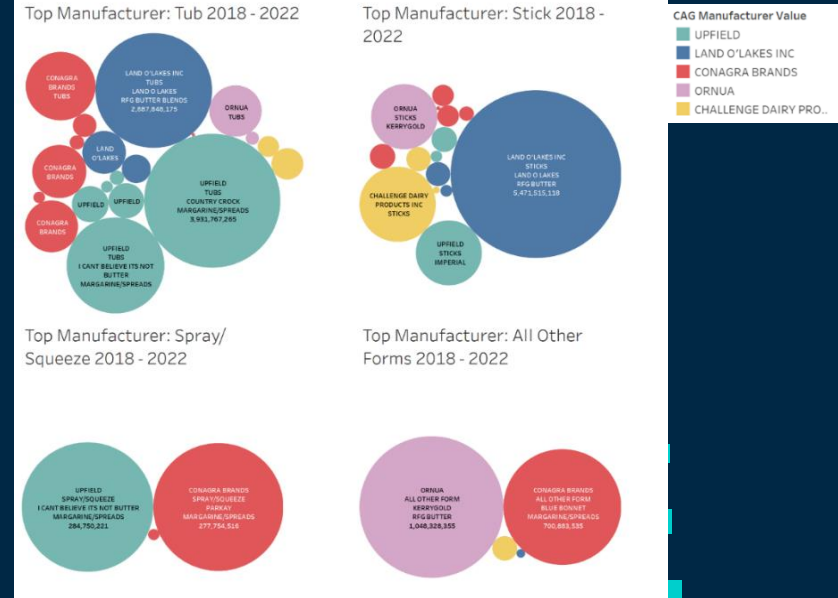 Top Manufacturer: Tub 2018 - 2022
CONAGRA
BRANDS
TUBS
LAND O'LAKES INC
TUBS
LAND O LAKES
RFG BUTTER BLENDS
2,687,848,175
ORNUA
TUBS
LAND
O'LAKES
CONAGRA
BRANDS
UPFIELD
UPFIELD
CONAGRA
BRANDS
UPFIELD
TUBS
COUNTRY CROCK
MARGARINE/SPREADS
3,931,767,265
UPFIELD
TUBS
I CANT BELIEVE ITS NOT
BUTTER
MARGARINE/SPREADS
Top Manufacturer: Stick 2018 -
2022
ORNUA
STICKS
KERRYGOLD
LAND O'LAKES INC
STICKS
LAND O LAKES
RFG BUTTER
5,471,515,118
CHALLENGE DAIRY
PRODUCTS INC
STICKS
UPFIELD
STICKS
IMPERIAL
CAG Manufacturer Value
UPFIELD
LAND O'LAKES INC
CONAGRA BRANDS
ORNUA
CHALLENGE DAIRY PRO..
Top Manufacturer: Spray/
Squeeze 2018 - 2022
UPFIELD
SPRAY/SQUEEZE
I CANT BELIEVE ITS NOT BUTTER
MARGARINE/SPREADS
284,750,221
CONAGRA BRANDS
SPRAY/SQUEEZE
PARKAY
MARGARINE/SPREADS
277,754,516
Top Manufacturer: All Other
Forms 2018 - 2022
ORNUA
ALL OTHER FORM
KERRYGOLD
RFG BUTTER
1,048,328,355
CONAGRA BRANDS
ALL OTHER FORM
BLUE BONNET
MARGARINE/SPREADS
700,883,335